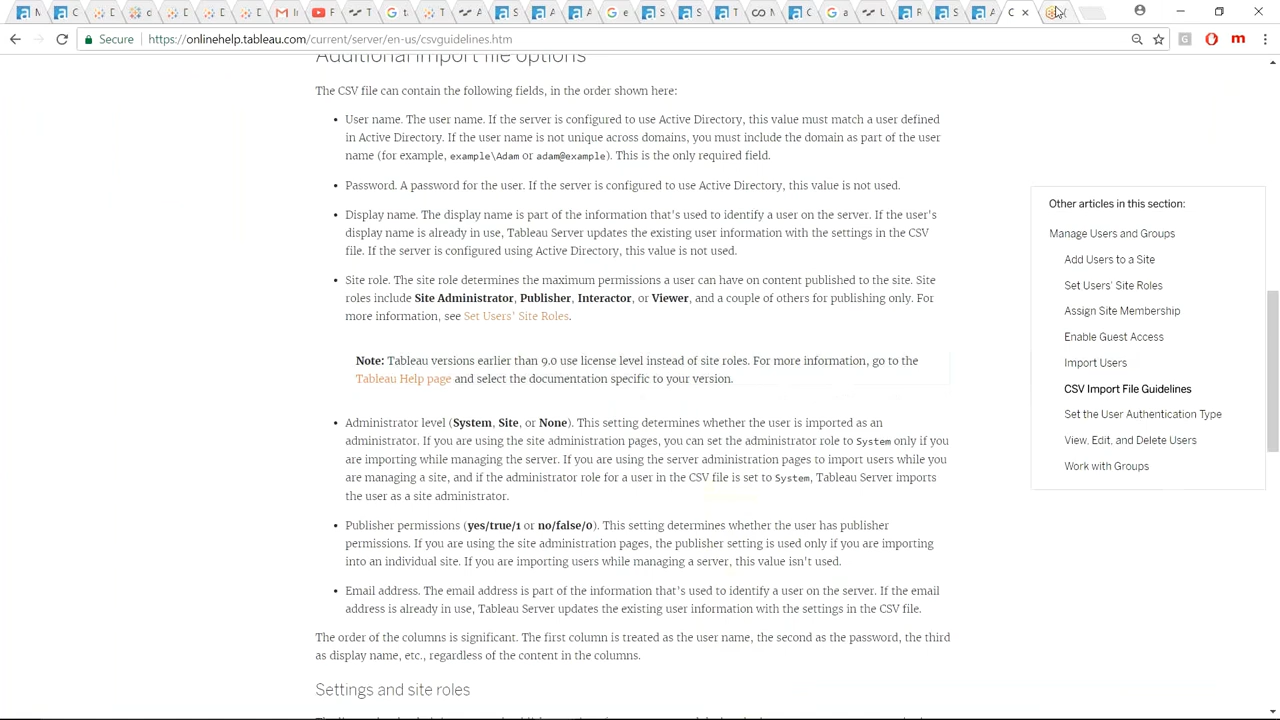 Secure
https://onlinehelp.tableau.com/current/server/en-us/csvguidelines.htm
Additional import file options
The CSV file can contain the following fields, in the order shown here:
• User name. The user name. If the server is configured to use Active Directory, this value must match a user defined
in Active Directory. If the user name is not unique across domains, you must include the domain as part of the user
name (for example, example\Adam or adam@example). This is the only required field.
• Password. A password for the user. If the server is configured to use Active Directory, this value is not used.
• Display name. The display name is part of the information that's used to identify a user on the server. If the user's
display name is already in use, Tableau Server updates the existing user information with the settings in the CSV
file. If the server is configured using Active Directory, this value is not used.
• Site role. The site role determines the maximum permissions a user can have on content published to the site. Site
roles include Site Administrator, Publisher, Interactor, or Viewer, and a couple of others for publishing only. For
more information, see Set Users' Site Roles.
Note: Tableau versions earlier than 9.0 use license level instead of site roles. For more information, go to the
Tableau Help page and select the documentation specific to your version.
• Administrator level (System, Site, or None). This setting determines whether the user is imported as an
administrator. If you are using the site administration pages, you can set the administrator role to System only if you
are importing while managing the server. If you are using the server administration pages to import users while you
are managing a site, and if the administrator role for a user in the CSV file is set to System, Tableau Server imports
the user as a site administrator.
• Publisher permissions (yes/true/1 or no/false/0). This setting determines whether the user has publisher
permissions. If you are using the site administration pages, the publisher setting is used only if you are importing
into an individual site. If you are importing users while managing a server, this value isn't used.
• Email address. The email address is part of the information that's used to identify a user on the server. If the email
address is already in use, Tableau Server updates the existing user information with the settings in the CSV file.
The order of the columns is significant. The first column is treated as the user name, the second as the password, the third
as display name, etc., regardless of the content in the columns.
Settings and site roles
Other articles in this section:
Manage Users and Groups
Add Users to a Site
Set Users' Site Roles
Assign Site Membership
Enable Guest Access
Import Users
CSV Import File Guidelines
Set the User Authentication Type
View, Edit, and Delete Users
Work with Groups